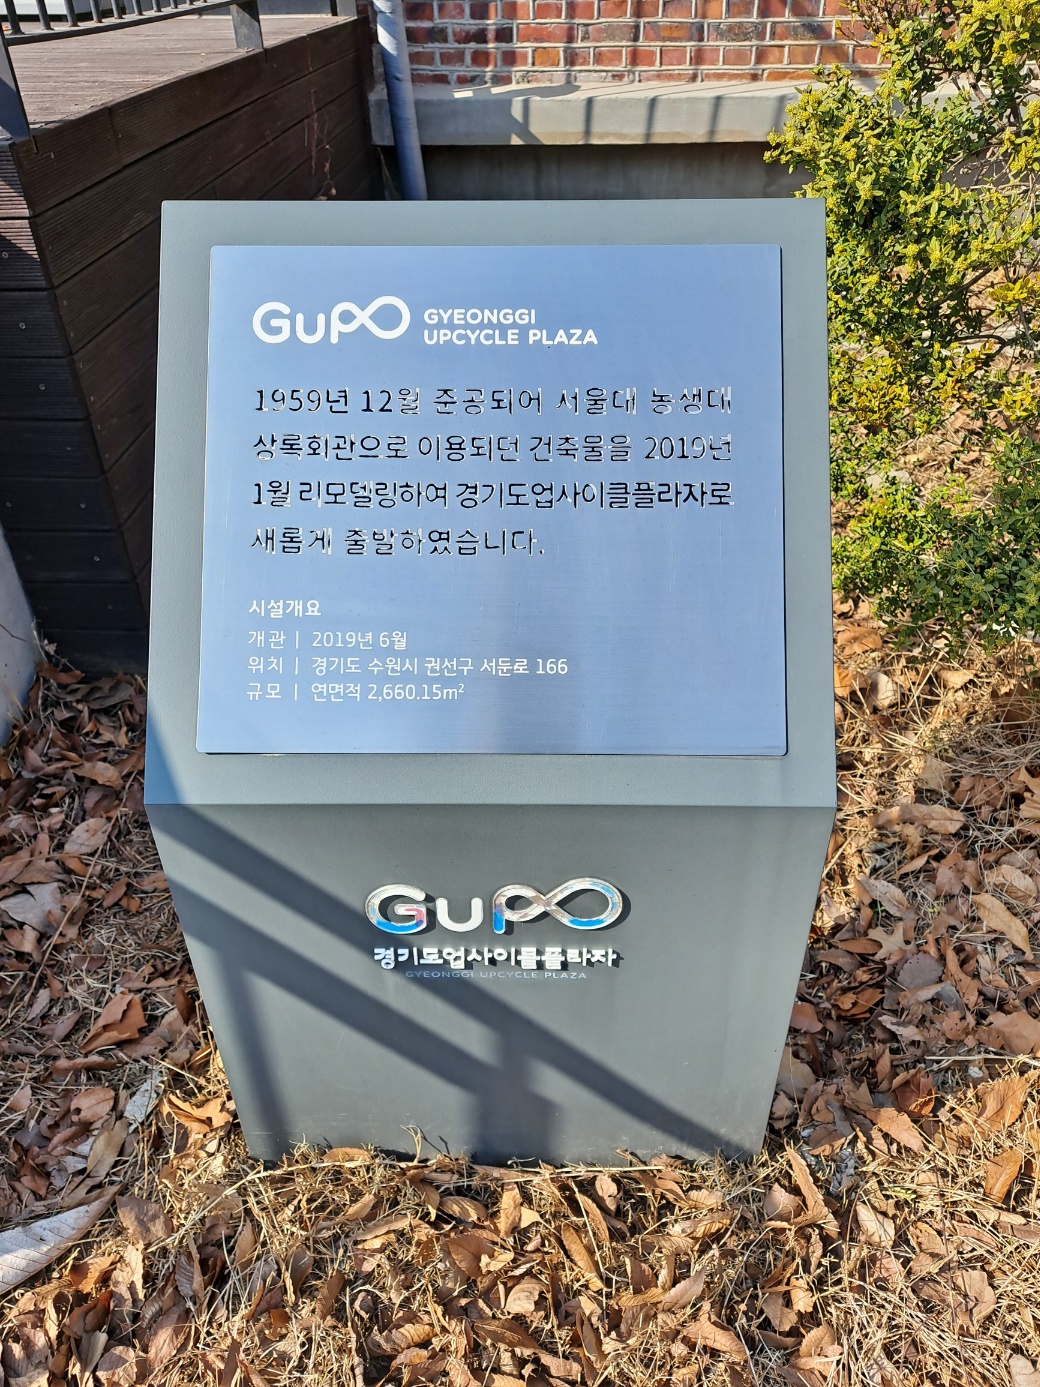 GUP∞
GYEONGGI
UPCYCLE PLAZA
1959년 12월 준공되어 서울대 농생대
상록회관으로 이용되던 건축물을 2019년
1월 리모델링하여 경기도업사이클플라자로
새롭게 출발하였습니다.
시설개요
개관 | 2019년 6월
위치 | 경기도 수원시 권선구 서둔로 166
규모 | 연면적 2,660.15m²
GUP∞
경기도업사이클플라자
GYEONGGI UPCYCLE PLAZA